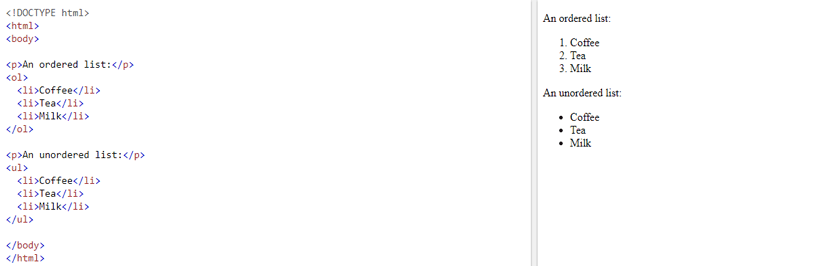 <!DOCTYPE html>
<html>
<body>

<p>An ordered list:</p>
<ol>
  <li>Coffee</li>
  <li>Tea</li>
  <li>Milk</li>
</ol>

<p>An unordered list:</p>
<ul>
  <li>Coffee</li>
  <li>Tea</li>
  <li>Milk</li>
</ul>

</body>
</html>
An ordered list:
1. Coffee
2. Tea
3. Milk
An unordered list:
• Coffee
• Tea
• Milk